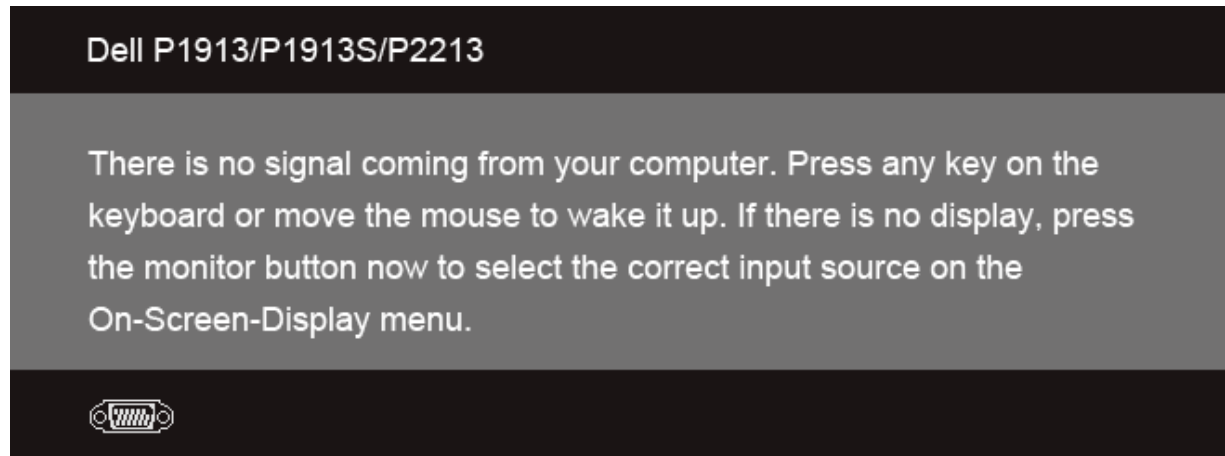 Dell P1913/P1913S/P2213
There is no signal coming from your computer. Press any key on the
keyboard or move the mouse to wake it up. If there is no display, press
the monitor button now to select the correct input source on the
On-Screen-Display menu.